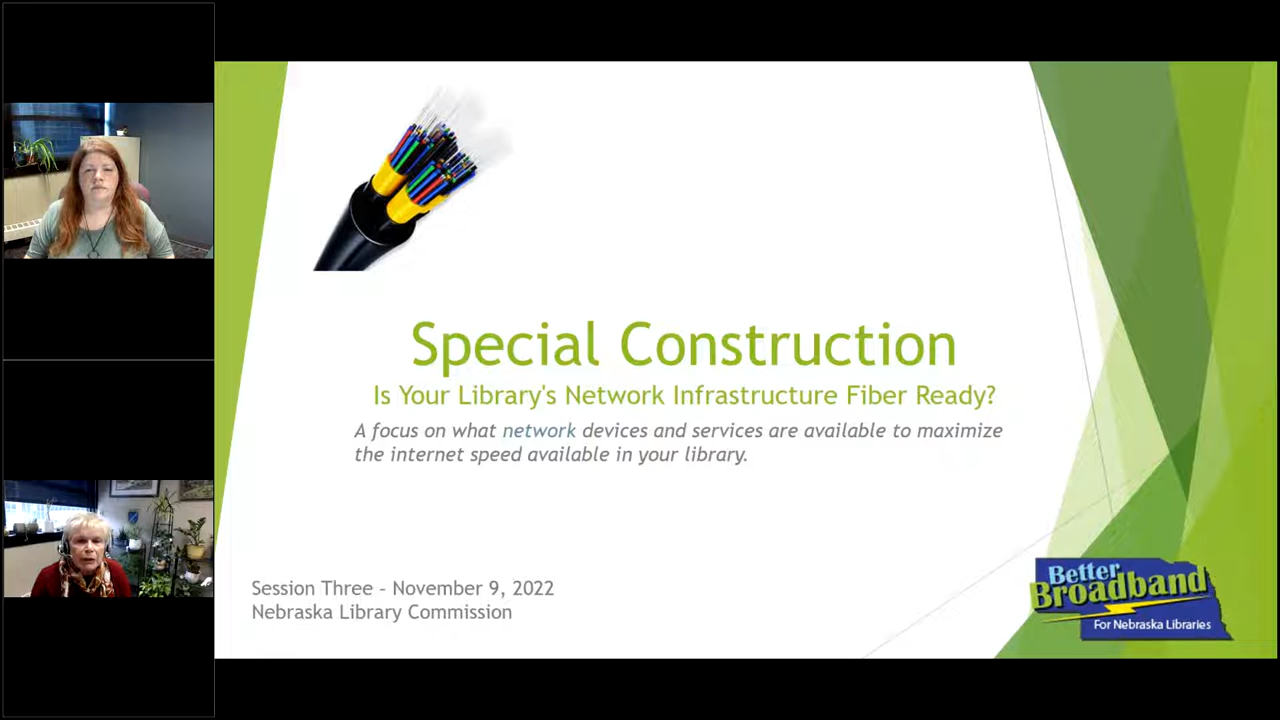 Special Construction
Is Your Library's Network Infrastructure Fiber Ready?
A focus on what network devices and services are available to maximize
the internet speed available in your library.
Session Three – November 9, 2022
Nebraska Library Commission
Better
Broadband
For Nebraska Libraries